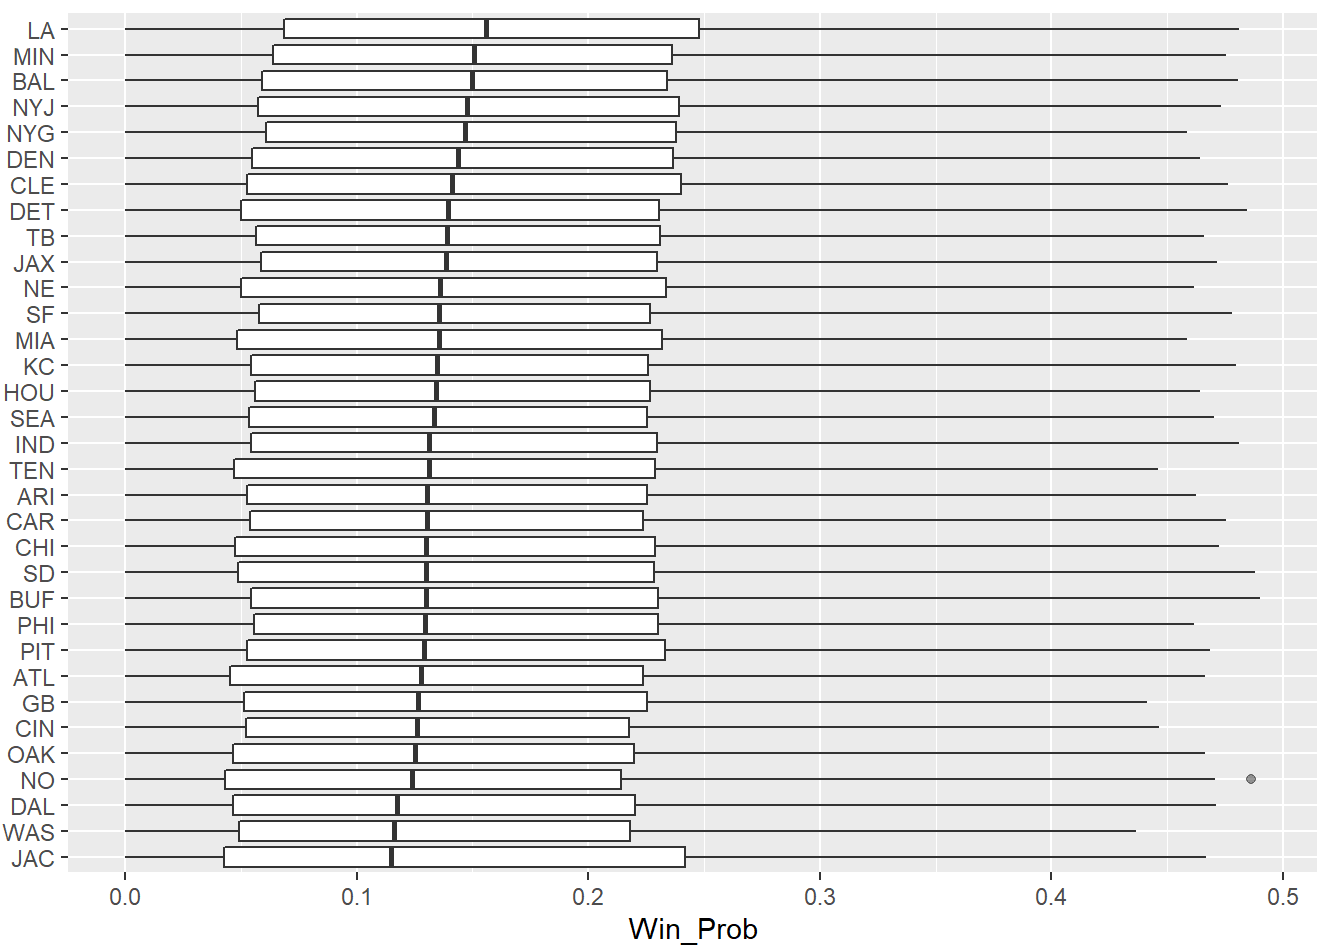 LA
MIN
BAL
NYJ
NYG
DEN
CLE
DET
TB
JAX
NE
SF
MIA
KC
HOU
SEA
IND
TEN
ARI
CAR
CHI
SD
BUF
PHI
PIT
ATL
GB
CIN
OAK
NO
DAL
WAS
JAC
0.0 0.1 0.2 0.3 0.4 0.5
Win_Prob